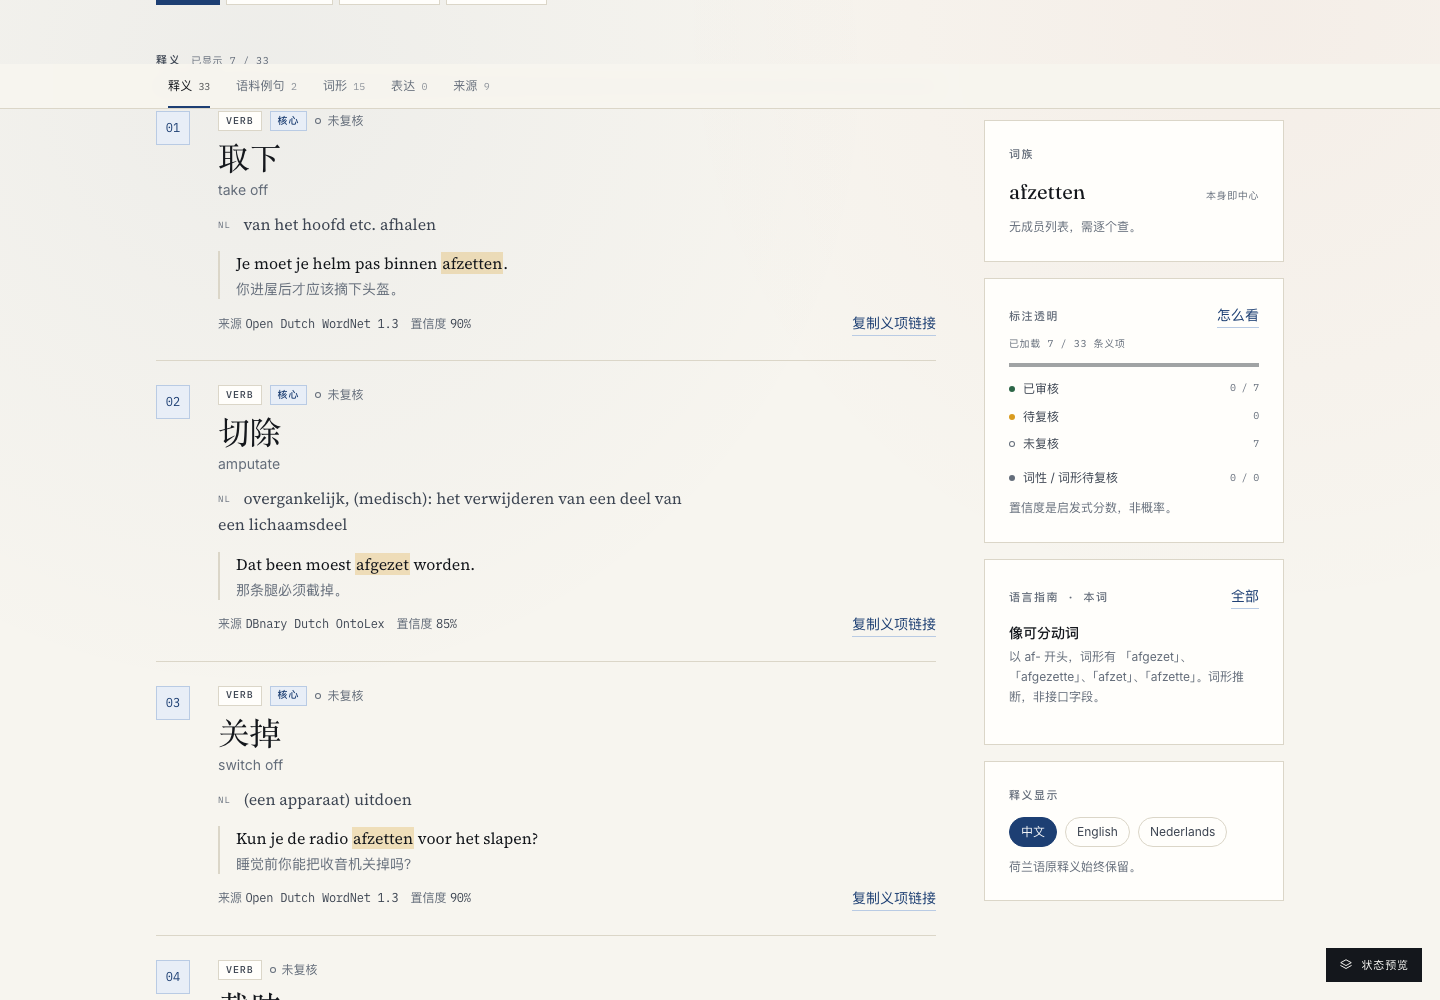 释义 已显示 7 / 33
释义 33 语料例句 2 词形 15 表达 0 来源 9
01
VERB 核心 未复核
取下
take off
NL van het hoofd etc. afhalen
Je moet je helm pas binnen afzetten.
你进屋后才应该摘下头盔。
来源 Open Dutch WordNet 1.3 置信度 90%
复制义项链接
02
VERB 核心 未复核
切除
amputate
NL overgankelijk, (medisch): het verwijderen van een deel van
een lichaamsdeel
Dat been moest afgezet worden.
那条腿必须截掉。
来源 DBnary Dutch OntoLex 置信度 85%
复制义项链接
03
VERB 核心 未复核
关掉
switch off
NL (een apparaat) uitdoen
Kun je de radio afzetten voor het slapen?
睡觉前你能把收音机关掉吗?
来源 Open Dutch WordNet 1.3 置信度 90%
复制义项链接
04
VERB 未复核
词族
afzetten 本身即中心
无成员列表，需逐个查。
标注透明 怎么看
已加载 7 / 33 条义项
已审核 0 / 7
待复核 0
未复核 7
词性 / 词形待复核 0 / 0
置信度是启发式分数，非概率。
语言指南 · 本词 全部
像可分动词
以 af- 开头，词形有 「afgezet」、
「afgezette」、「afzet」、「afzette」。词形推
断，非接口字段。
释义显示
中文 English Nederlands
荷兰语原释义始终保留。
状态预览